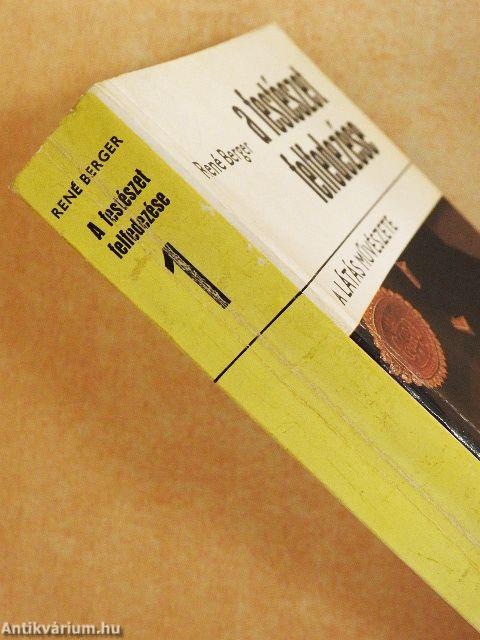 RENÉ BERGER
A festészet
felfedezése
1
René Berger
a festészet
felfedezése
A LÁTÁS MŰVÉSZETE
Antikvárium.hu